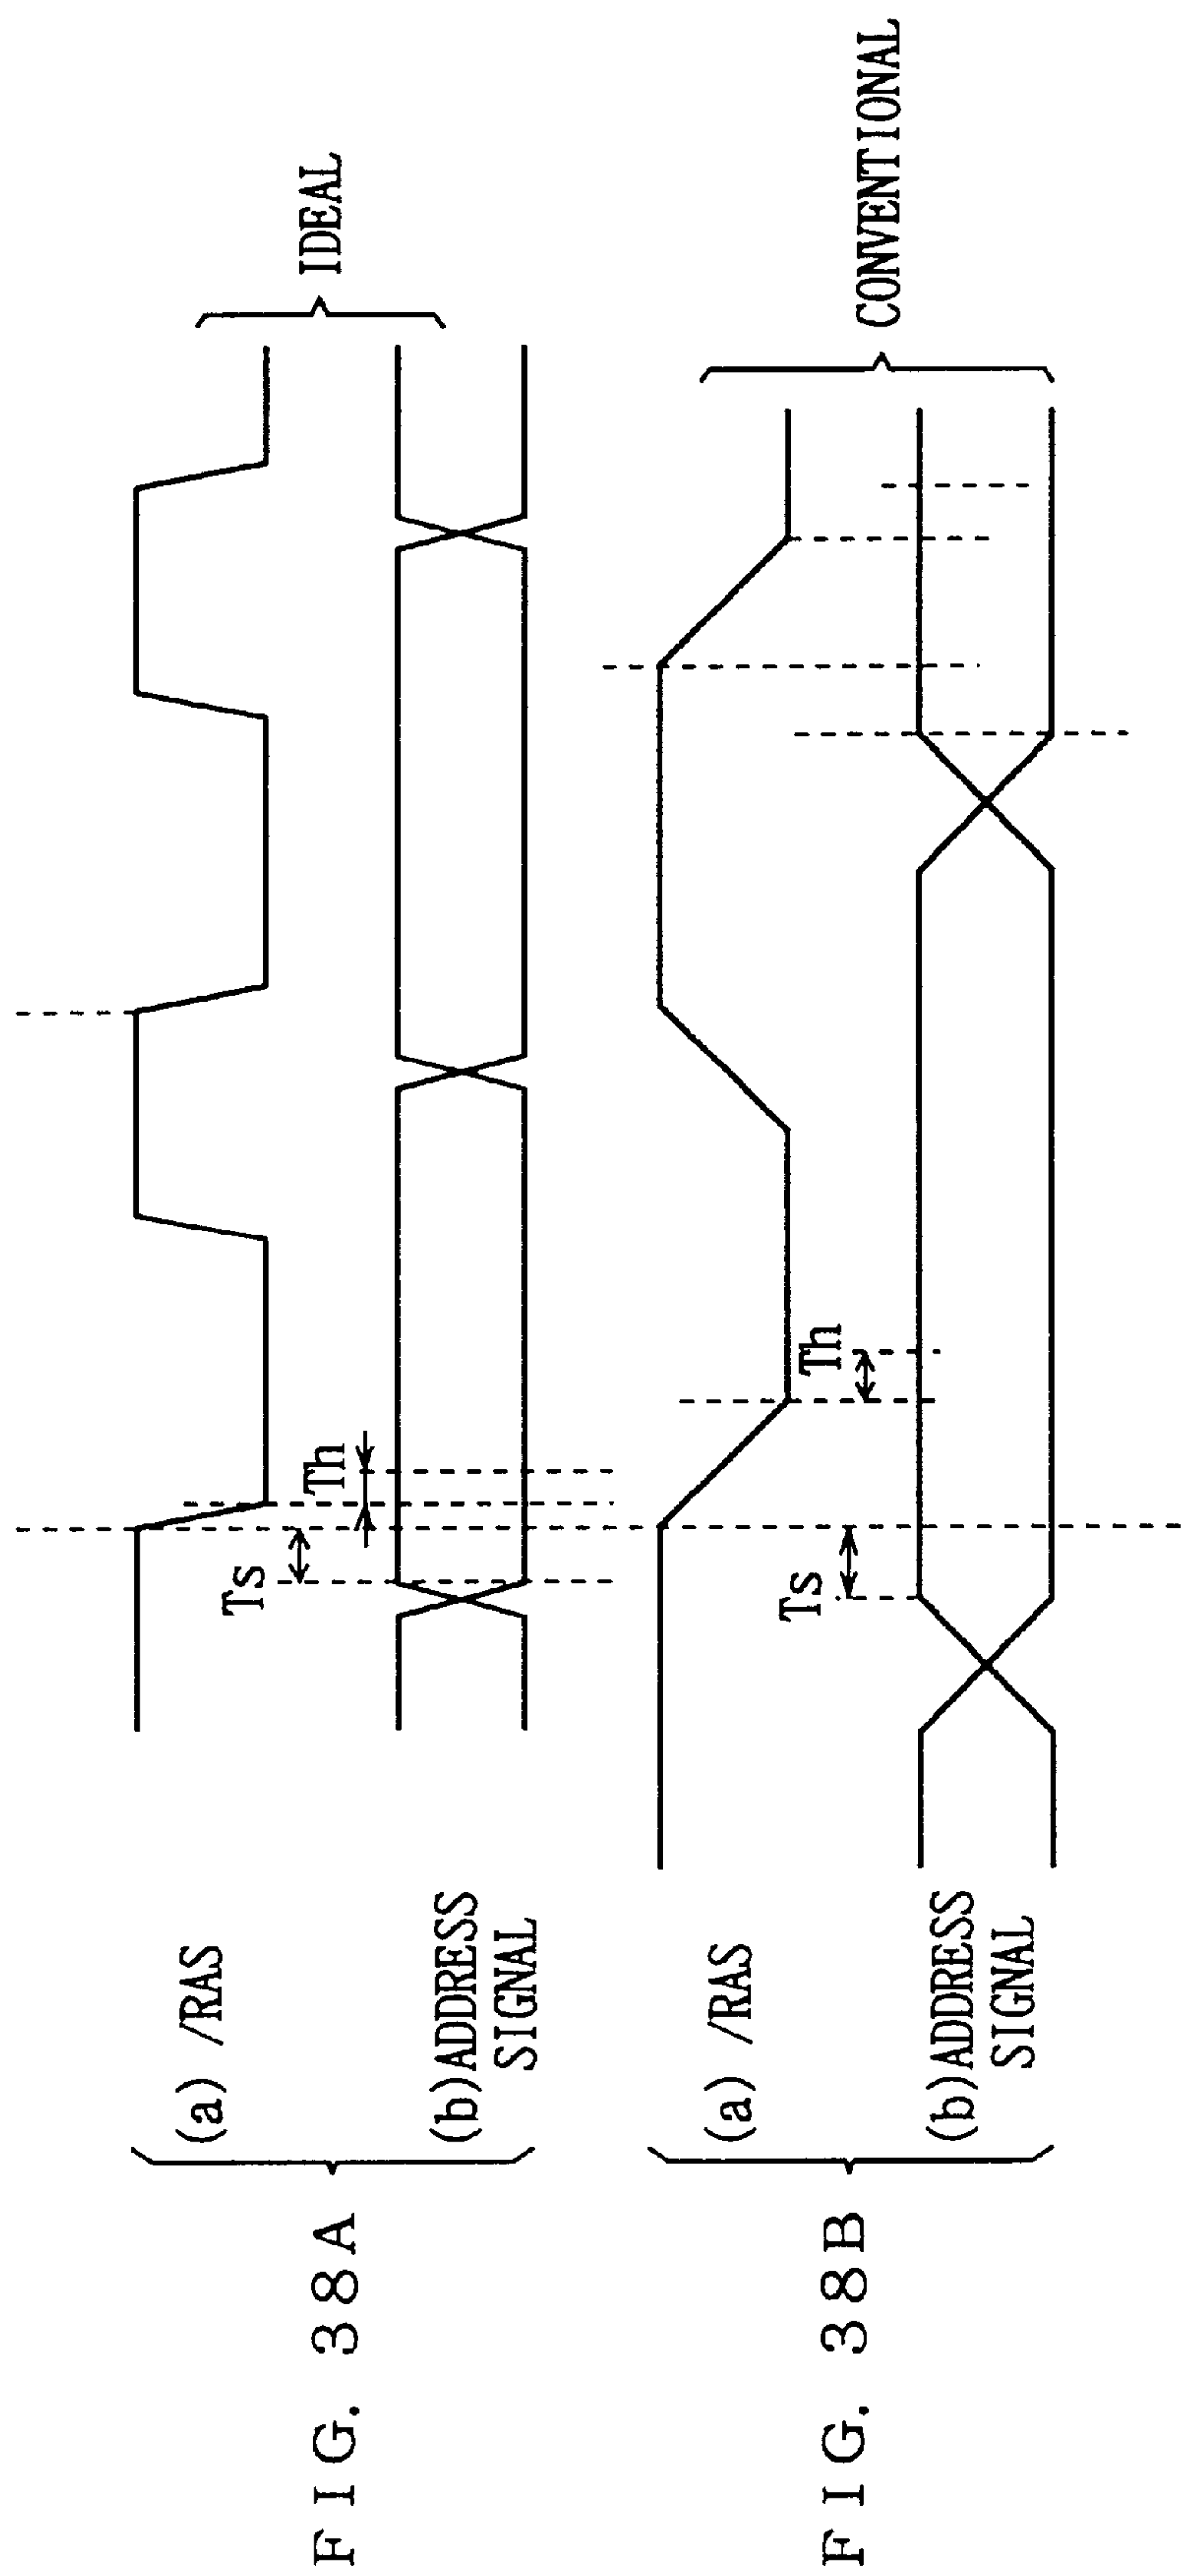 FIG. 38A
(a) /RAS
(b)ADDRESS
SIGNAL
Ts
Th
IDEAL
FIG. 38B
(a) /RAS
(b)ADDRESS
SIGNAL
Ts
Th
CONVENTIONAL